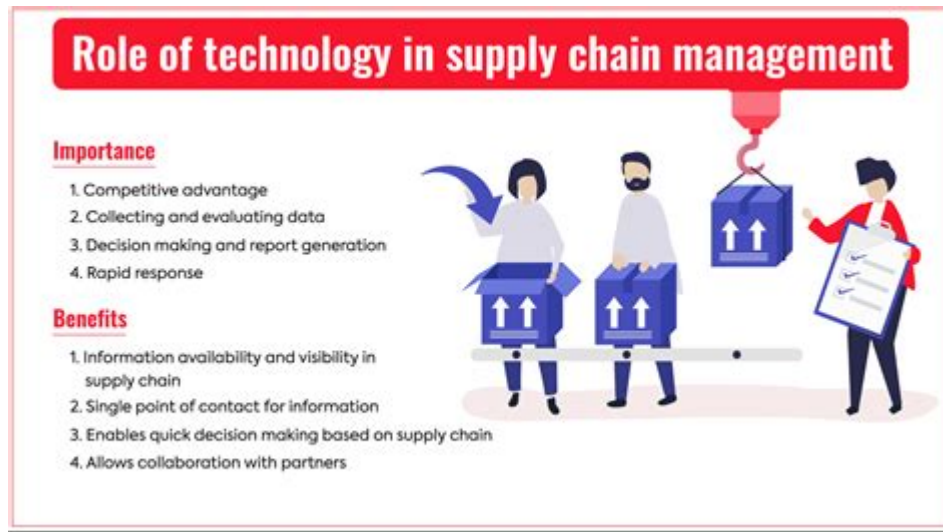 Role of technology in supply chain management
Importance
1. Competitive advantage
2. Collecting and evaluating data
3. Decision making and report generation
4. Rapid response
Benefits
1. Information availability and visibility in
supply chain
2. Single point of contact for information
3. Enables quick decision making based on supply chain
4. Allows collaboration with partners